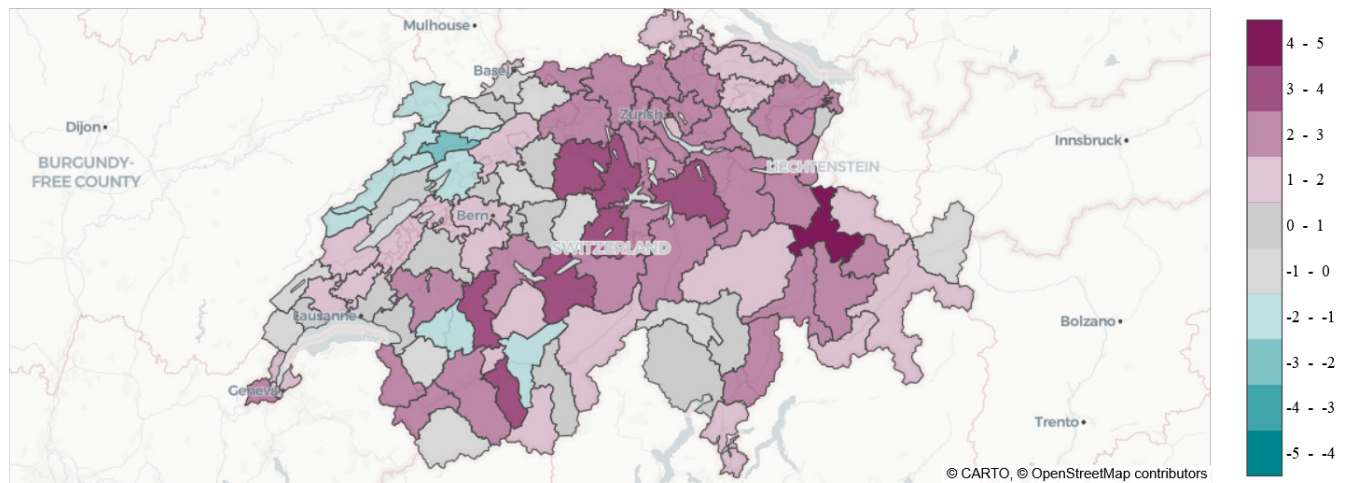 Mulhouse
Basel
Dijon
BURGUNDY-
FREE COUNTY
Zürich
Innsbruck
LIECHTENSTEIN
Bern
SWITZERLAND
Lausanne
Bolzano
Geneva
Trento
© CARTO, © OpenStreetMap contributors
4 - 5
3 - 4
2 - 3
1 - 2
0 - 1
-1 - 0
-2 - -1
-3 - -2
-4 - -3
-5 - -4